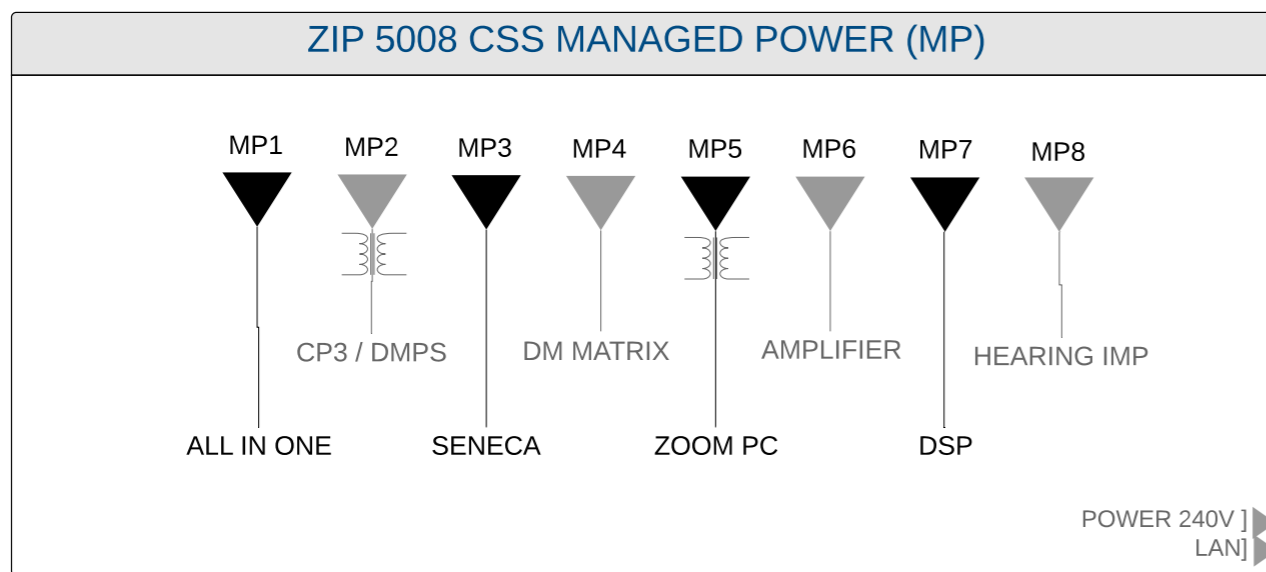 ZIP 5008 CSS MANAGED POWER (MP)
MP1 MP2 MP3 MP4 MP5 MP6 MP7 MP8
CP3 / DMPS DM MATRIX AMPLIFIER HEARING IMP
ALL IN ONE SENECA ZOOM PC DSP
POWER 240V ]
LAN]